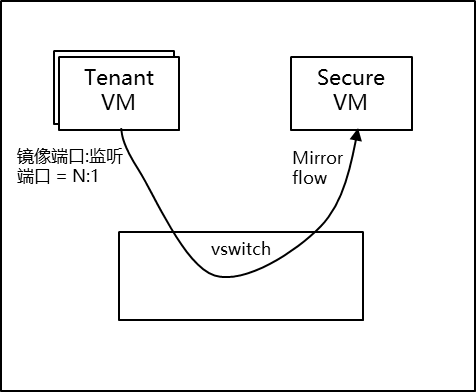 Tenant
VM
Secure
VM
镜像端口:监听
端口 = N:1
Mirror
flow
vswitch